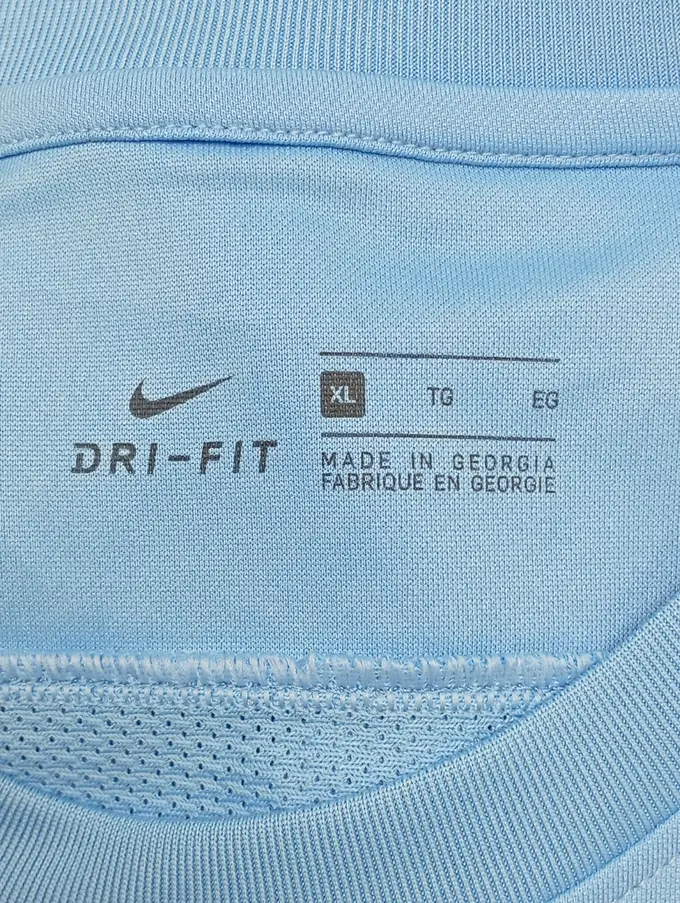 DRI-FIT
XL TG EG
MADE IN GEORGIA
FABRIQUE EN GEORGIE